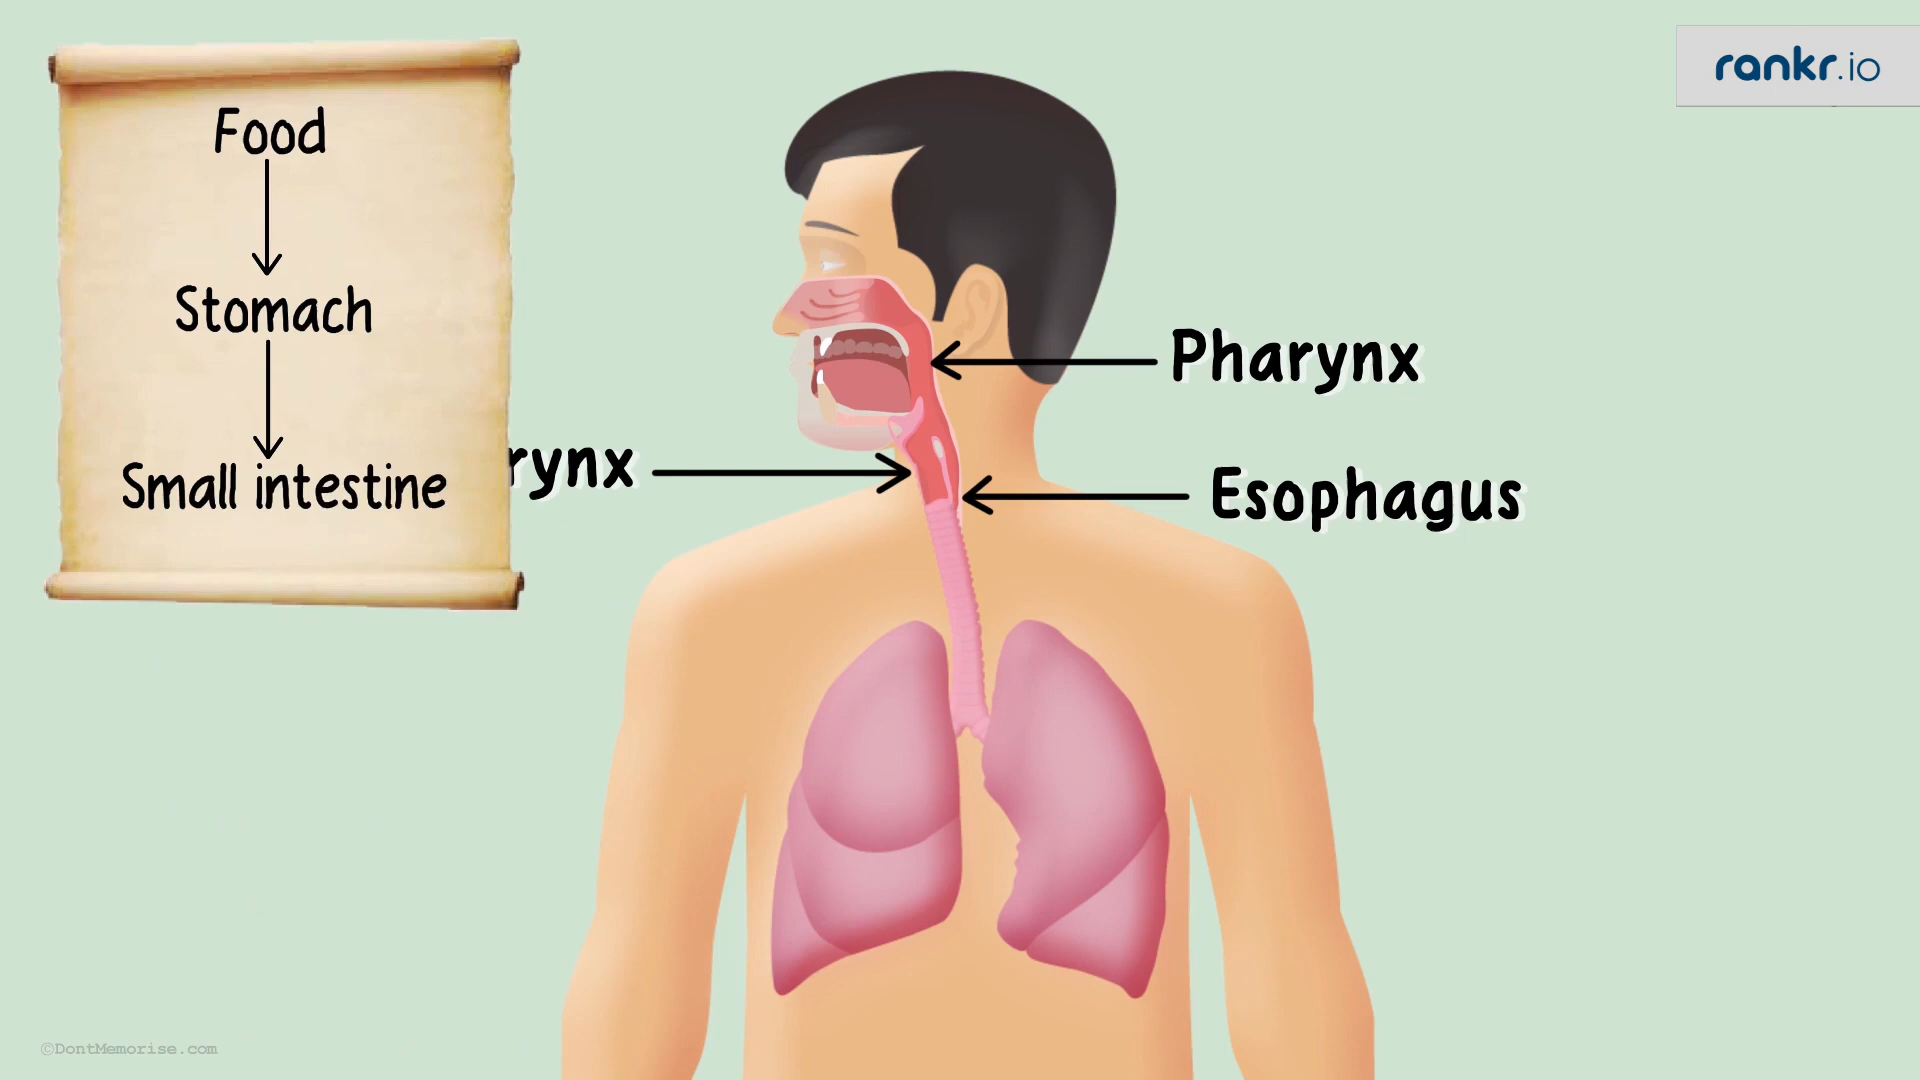 Food
Stomach
Small intestine
rynx
Pharynx
Esophagus
rankr.io
©DontMemorise.com